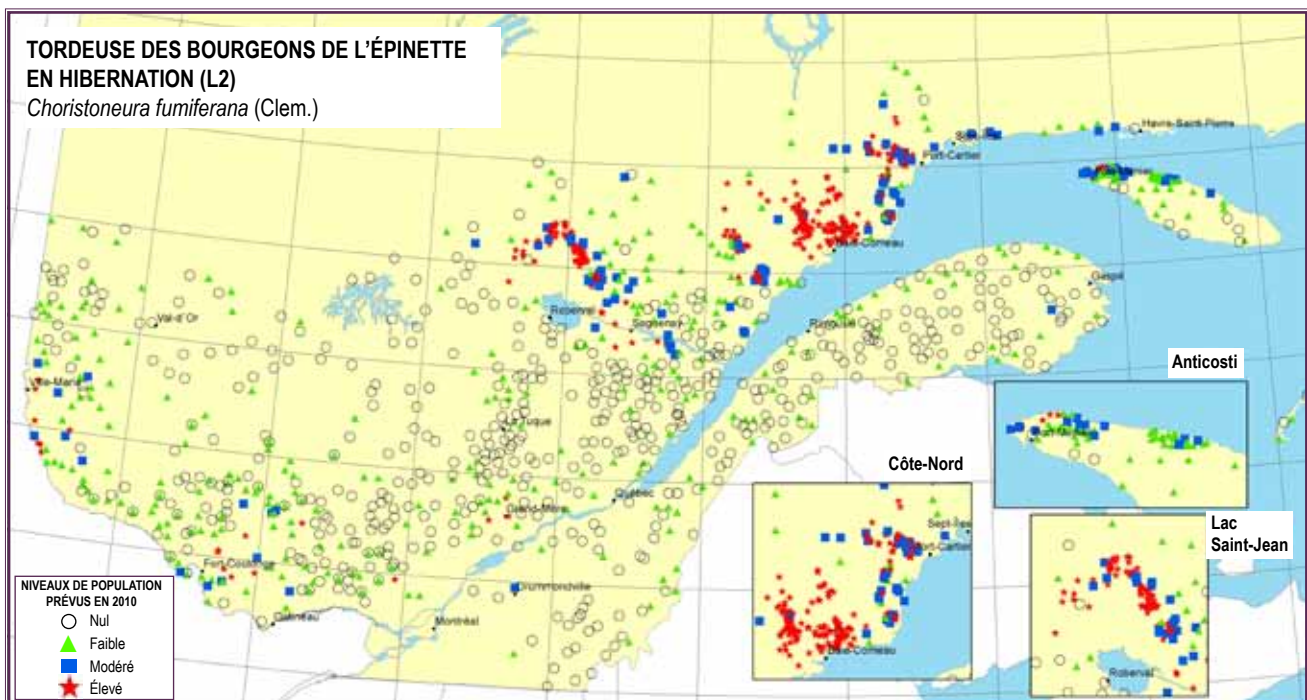 TORDEUSE DES BOURGEONS DE L'ÉPINETTE
EN HIBERNATION (L2)
Choristoneura fumiferana (Clem.)
Havre-Saint-Pierre
Port-Cartier
Baie-Comeau
Gaspé
Val-d'Or
Roberval
Saguenay
Rimouski
Ville-Marie
La Tuque
Québec
Grand-Mère
Fort-Coulonge
Drummondville
Gatineau
Montréal
Anticosti
Côte-Nord
Sept-Îles
Port-Cartier
Baie-Comeau
Lac
Saint-Jean
Roberval
NIVEAUX DE POPULATION
PRÉVUS EN 2010
Nul
Faible
Modéré
Élevé